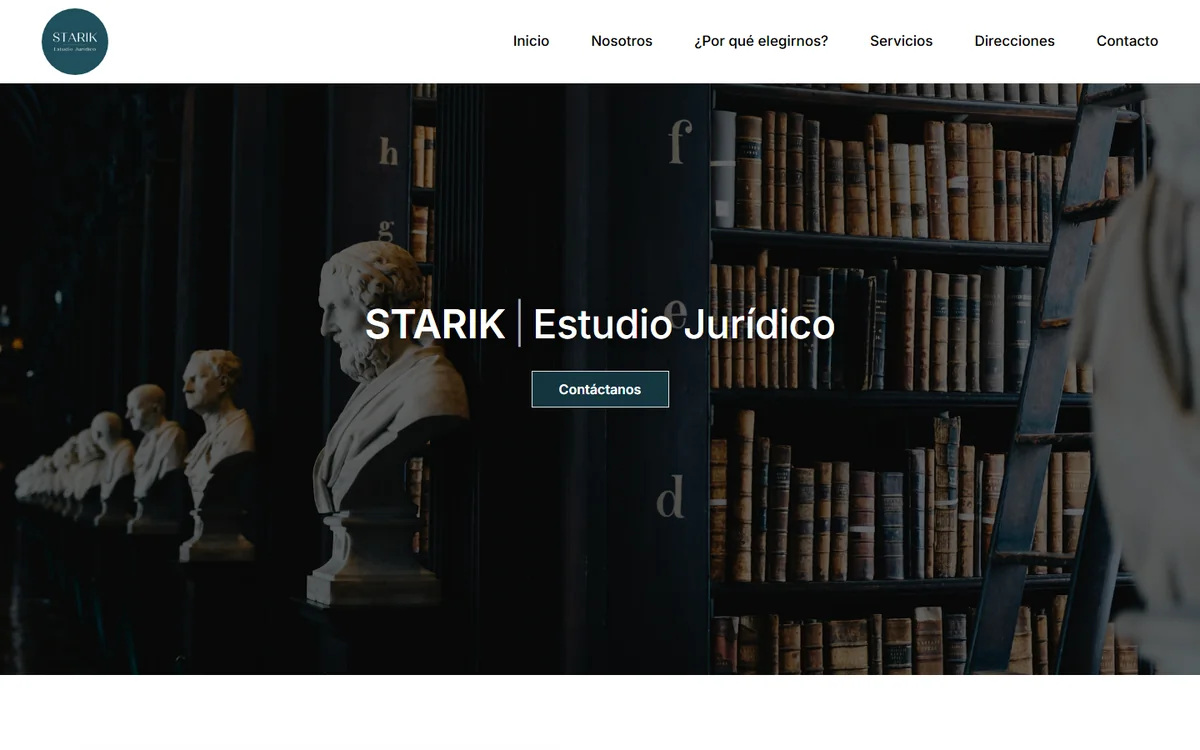 STARIK
Estudio Jurídico
Inicio
Nosotros
¿Por qué elegirnos?
Servicios
Direcciones
Contacto
h
f
g
e
STARIK | Estudio Jurídico
Contáctanos
d